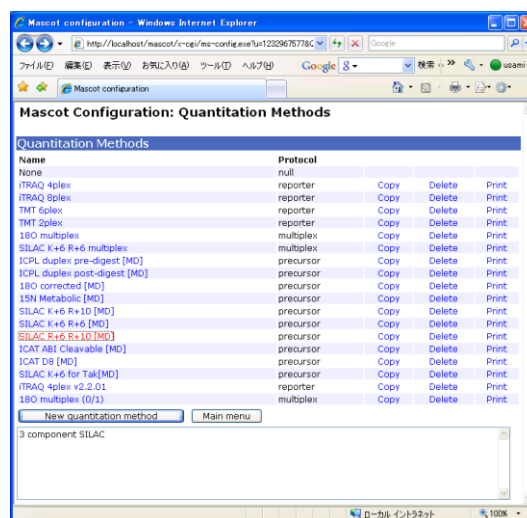 Mascot configuration - Windows Internet Explorer
http://localhost/mascot/x-cgi/ms-config.exe?u=1232967577&C
Google
ファイル(F) 編集(E) 表示(V) お気に入り(A) ツール(T) ヘルプ(H) Google 検索 usami
Mascot configuration
Mascot Configuration: Quantitation Methods
Quantitation Methods
Name Protocol
None null
iTRAQ 4plex reporter Copy Delete Print
iTRAQ 8plex reporter Copy Delete Print
TMT 6plex reporter Copy Delete Print
TMT 2plex reporter Copy Delete Print
18O multiplex multiplex Copy Delete Print
SILAC K+6 R+6 multiplex multiplex Copy Delete Print
ICPL duplex pre-digest [MD] precursor Copy Delete Print
ICPL duplex post-digest [MD] precursor Copy Delete Print
18O corrected [MD] precursor Copy Delete Print
15N Metabolic [MD] precursor Copy Delete Print
SILAC K+6 R+10 [MD] precursor Copy Delete Print
SILAC K+6 R+6 [MD] precursor Copy Delete Print
SILAC R+6 R+10 [MD] precursor Copy Delete Print
ICAT ABI Cleavable [MD] precursor Copy Delete Print
ICAT D8 [MD] precursor Copy Delete Print
SILAC K+6 for Tak[MD] precursor Copy Delete Print
iTRAQ 4plex v2.2.01 reporter Copy Delete Print
18O multiplex (0/1) multiplex Copy Delete Print
New quantitation method Main menu
3 component SILAC
ローカル イントラネット 100%